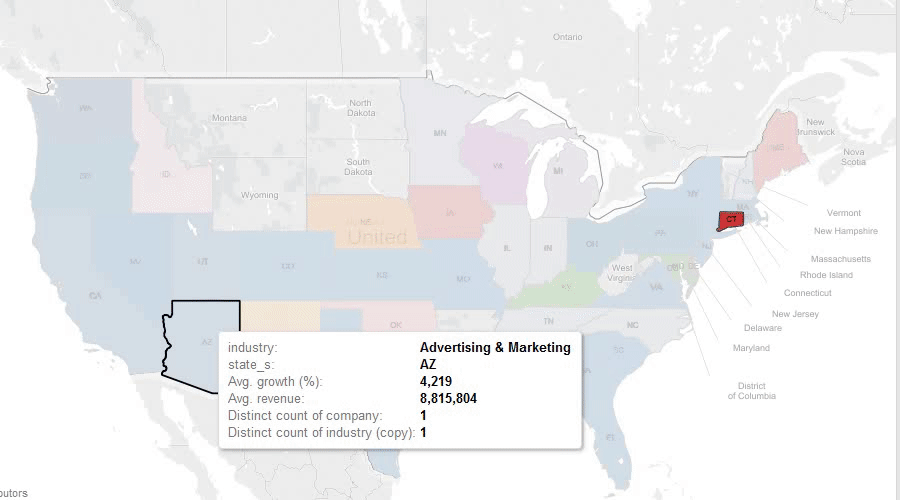 Ontario
WA
North
Dakota
Montana
MN
New
Brunswick
Nova
Scotia
WI
ME
OR
ID
South
Dakota
MI
NH
Wyoming
IA
NY
MA
NE
United
CT
Vermont
New Hampshire
IL
IN
OH
PA
NJ
NV
UT
CO
KS
MO
West
Virginia
MD
DE
Massachusetts
Rhode Island
CA
KY
VA
Connecticut
New Jersey
AZ
OK
TN
NC
Delaware
Maryland
SC
District
of Columbia
FL
industry: Advertising & Marketing
state_s: AZ
Avg. growth (%): 4,219
Avg. revenue: 8,815,804
Distinct count of company: 1
Distinct count of industry (copy): 1
butors